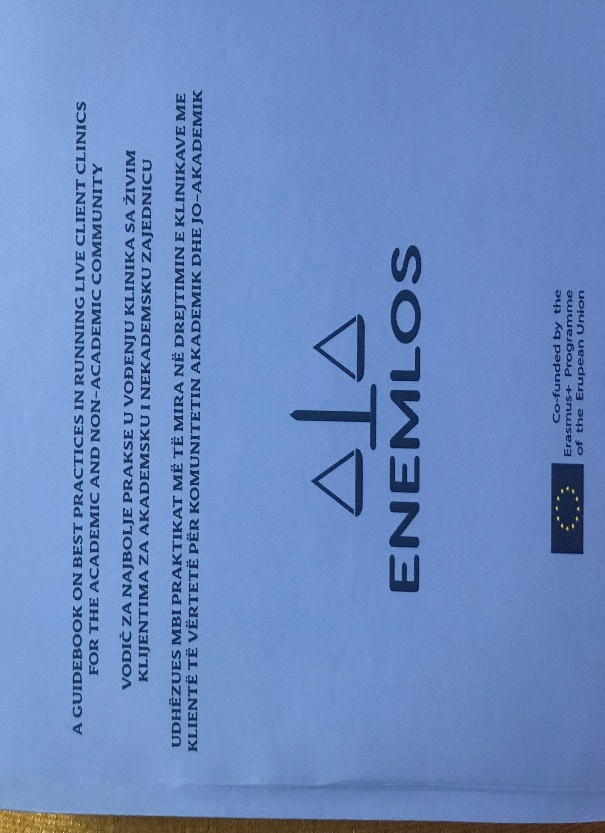 A GUIDEBOOK ON BEST PRACTICES IN RUNNING LIVE CLIENT CLINICS
FOR THE ACADEMIC AND NON-ACADEMIC COMMUNITY
VODIČ ZA NAJBOLJE PRAKSE U VOĐENJU KLINIKA SA ŽIVIM
KLIJENTIMA ZA AKADEMSKU I NEKADEMSKU ZAJEDNICU
UDHËZUES MBI PRAKTIKAT MË TË MIRA NË DREJTIMIN E KLINIKAVE ME
KLIENTË TË VËRTETË PËR KOMUNITETIN AKADEMIK DHE JO-AKADEMIK
ENEMLOS
Co-funded by the
Erasmus+ Programme
of the Erupean Union